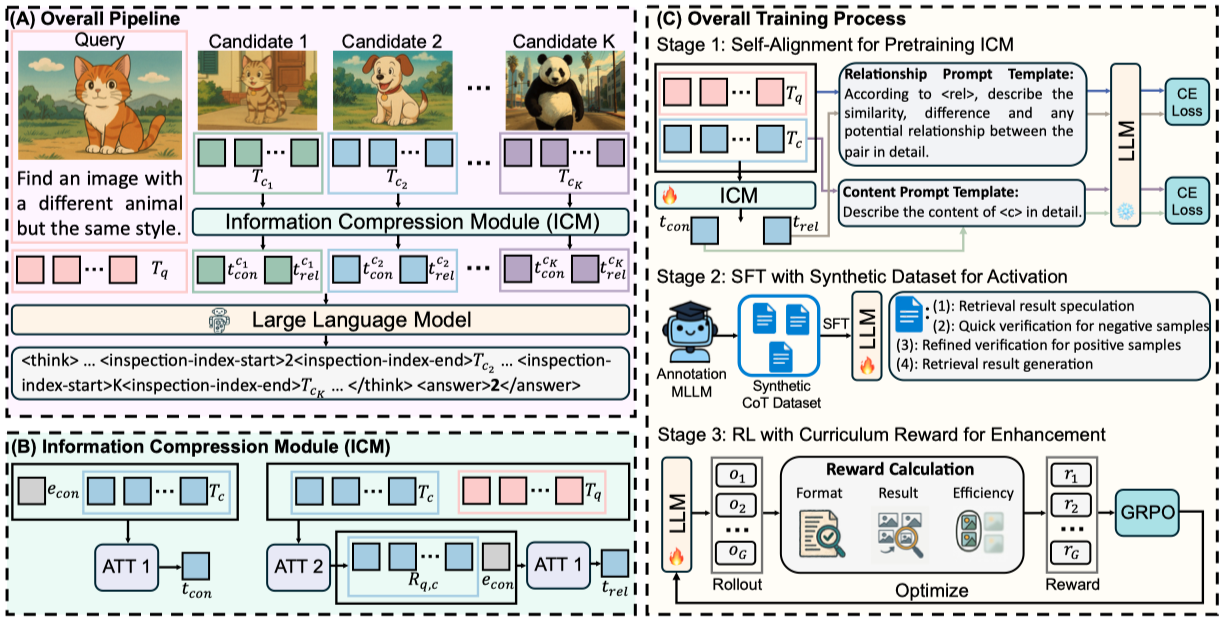 (A) Overall Pipeline
Query
Candidate 1
Candidate 2
Candidate K
...
Find an image with
a different animal
but the same style.
... T_{c_1}
... T_{c_2}
...
... T_{c_K}
Information Compression Module (ICM)
... T_q
t_{con}^{c_1} t_{rel}^{c_1}
t_{con}^{c_2} t_{rel}^{c_2}
...
t_{con}^{c_K} t_{rel}^{c_K}
Large Language Model
<think> ... <inspection-index-start>2<inspection-index-end>T_{c_2} ... <inspection-
index-start>K<inspection-index-end>T_{c_K} ... </think> <answer>2</answer>
(B) Information Compression Module (ICM)
e_{con} ... T_c
ATT 1
t_{con}
... T_c
... T_q
ATT 2
... R_{q,c}
e_{con}
ATT 1
t_{rel}
(C) Overall Training Process
Stage 1: Self-Alignment for Pretraining ICM
... T_q
... T_c
ICM
t_{con}
t_{rel}
Relationship Prompt Template:
According to <rel>, describe the
similarity, difference and any
potential relationship between the
pair in detail.
Content Prompt Template:
Describe the content of <c> in detail.
LLM
CE
Loss
CE
Loss
Stage 2: SFT with Synthetic Dataset for Activation
Annotation
MLLM
Synthetic
CoT Dataset
SFT
LLM
: (1): Retrieval result speculation
(2): Quick verification for negative samples
(3): Refined verification for positive samples
(4): Retrieval result generation
Stage 3: RL with Curriculum Reward for Enhancement
LLM
o_1
o_2
...
o_G
Rollout
Reward Calculation
Format
Result
Efficiency
r_1
r_2
...
r_G
Reward
GRPO
Optimize